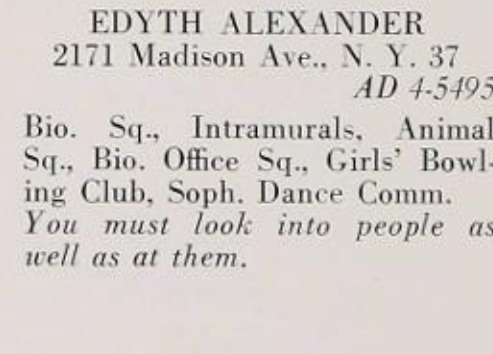 EDYTH ALEXANDER
2171 Madison Ave., N. Y. 37
AD 4-5495
Bio. Sq., Intramurals, Animal
Sq., Bio. Office Sq., Girls' Bowl-
ing Club, Soph. Dance Comm.
You must look into people as
well as at them.